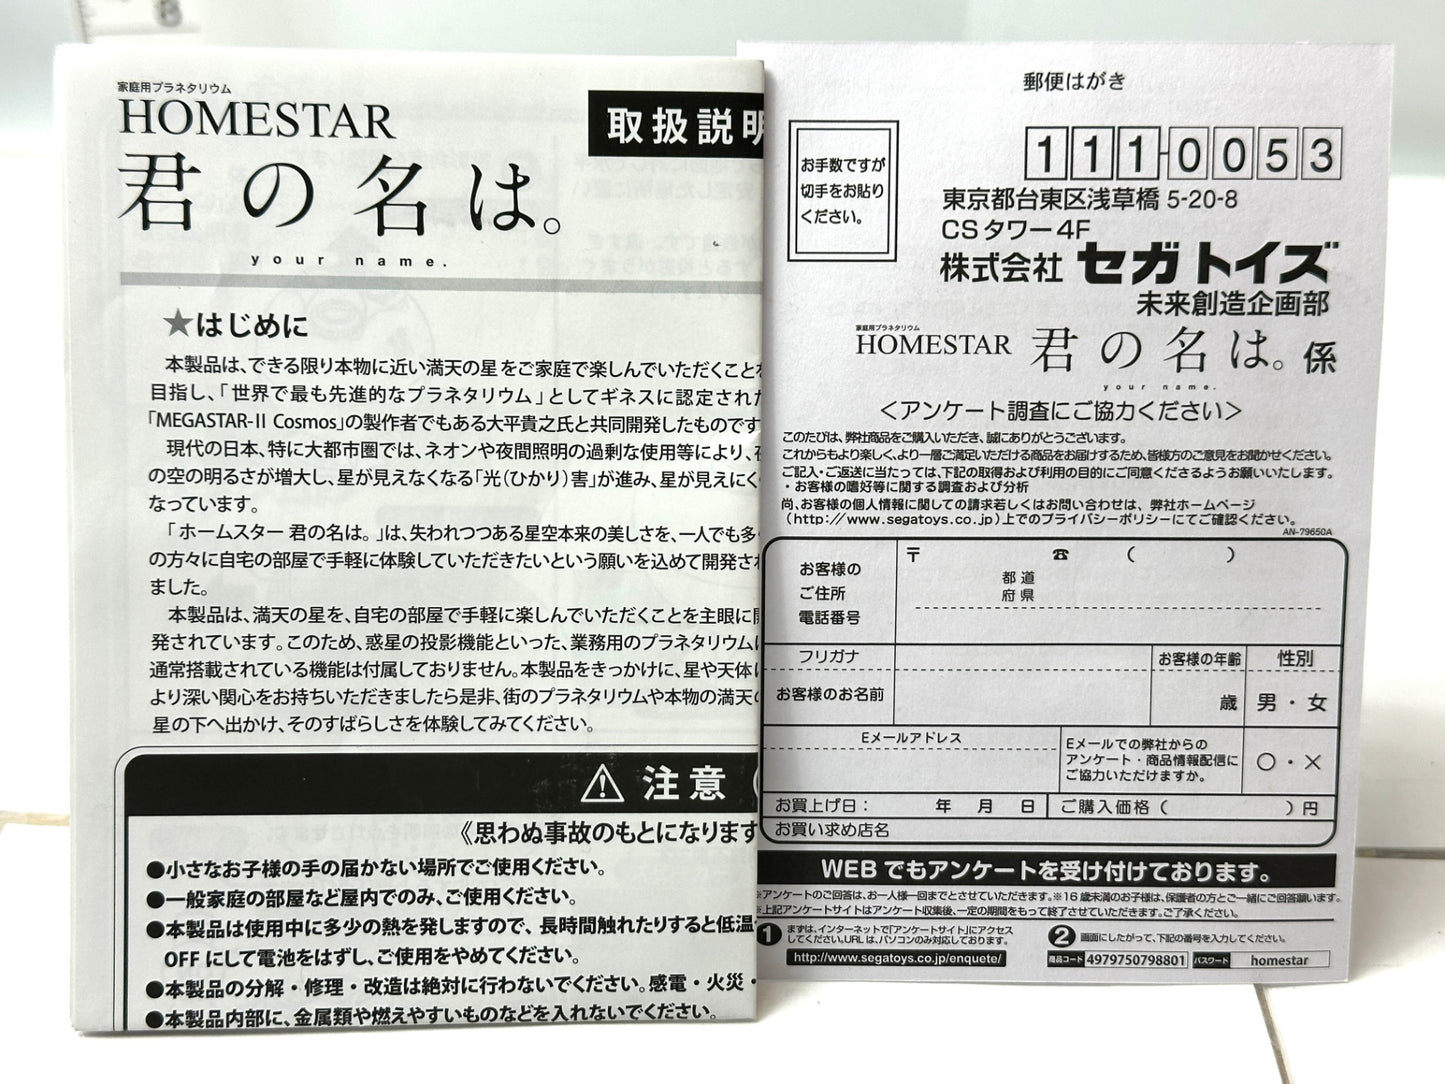 家庭用プラネタリウム
HOMESTAR
君の名は。
your name.
取扱説明
★はじめに
本製品は、できる限り本物に近い満天の星をご家庭で楽しんでいただくことを
目指し、「世界で最も先進的なプラネタリウム」としてギネスに認定された
「MEGASTAR-II Cosmos」の製作者でもある大平貴之氏と共同開発したものです
現代の日本、特に大都市圏では、ネオンや夜間照明の過剰な使用等により、夜
の空の明るさが増大し、星が見えなくなる「光(ひかり)害」が進み、星が見えにく
なっています。
「ホームスター 君の名は。」は、失われつつある星空本来の美しさを、一人でも多く
の方々に自宅の部屋で手軽に体験していただきたいという願いを込めて開発され
ました。
本製品は、満天の星を、自宅の部屋で手軽に楽しんでいただくことを主眼に開
発されています。このため、惑星の投影機能といった、業務用のプラネタリウムに
通常搭載されている機能は付属しておりません。本製品をきっかけに、星や天体に
より深い関心をお持ちいただきましたら是非、街のプラネタリウムや本物の満天の
星の下へ出かけ、そのすばらしさを体験してみてください。
⚠ 注意
《思わぬ事故のもとになります
●小さなお子様の手の届かない場所でご使用ください。
●一般家庭の部屋など屋内でのみ、ご使用ください。
●本製品は使用中に多少の熱を発しますので、長時間触れたりすると低温
OFFにして電池をはずし、ご使用をやめてください。
●本製品の分解・修理・改造は絶対に行わないでください。感電・火災・
●本製品内部に、金属類や燃えやすいものなどを入れないでください。
郵便はがき
お手数ですが
切手をお貼り
ください。
111-0053
東京都台東区浅草橋 5-20-8
CSタワー4F
株式会社 セガトイズ
未来創造企画部
家庭用プラネタリウム
HOMESTAR 君の名は。係
your name.
＜アンケート調査にご協力ください＞
このたびは、弊社商品をご購入いただき、誠にありがとうございます。
これからもより楽しく、より一層ご満足いただける商品をお届けするため、皆様方のご意見をお聞かせください。
ご記入・ご返送に当たっては、下記の取得および利用の目的にご同意くださるようお願いいたします。
・お客様の嗜好等に関する調査および分析
尚、お客様の個人情報に関しての請求若しくはお問い合わせは、弊社ホームページ
(http://www.segatoys.co.jp)上でのプライバシーポリシーにてご確認ください。
AN-79650A
お客様の
ご住所
電話番号
〒 ☎ ( )
都道
府県
フリガナ
お客様のお名前
お客様の年齢
歳
性別
男・女
Eメールアドレス
Eメールでの弊社からの
アンケート・商品情報配信に
ご協力いただけますか。
○・×
お買上げ日： 年 月 日
ご購入価格 ( ) 円
お買い求め店名
WEBでもアンケートを受け付けております。
※アンケートのご回答は、お一人様一回までとさせていただきます。※16歳未満のお子様は、保護者の方とご一緒にご回答願います。
※上記アンケートサイトはアンケート収集後、一定の期間をもって終了させていただきます。ご了承ください。
1 まずは、インターネットで「アンケートサイト」にアクセス
してください。URLは、パソコンのみ対応しております。
http://www.segatoys.co.jp/enquete/
2 画面にしたがって、下記の番号を入力してください。
商品コード 4979750798801 パスワード homestar